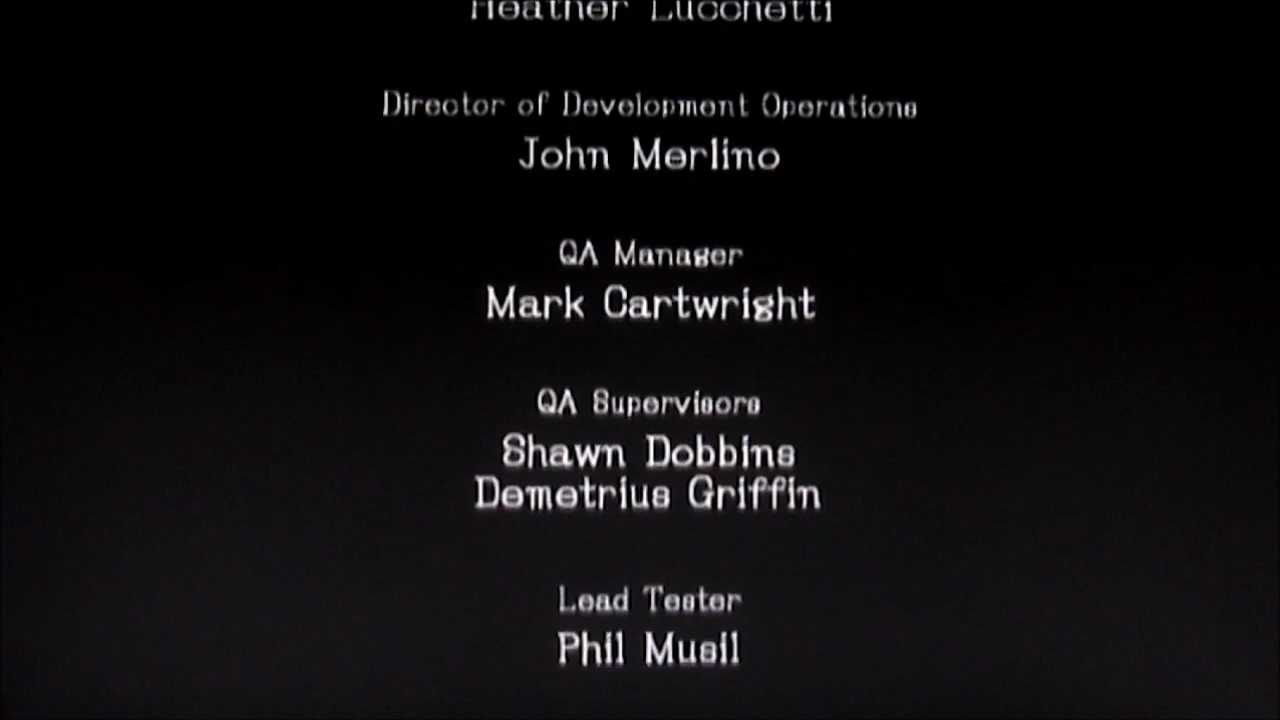 Heather Lucchetti
Director of Development Operations
John Merlino
QA Manager
Mark Cartwright
QA Supervisors
Shawn Dobbins
Demetrius Griffin
Lead Tester
Phil Musil